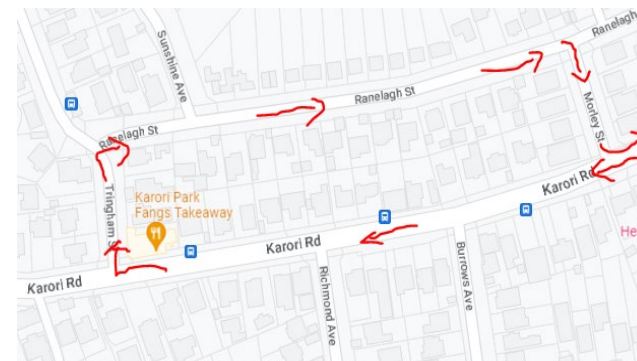 Ranelagh
Sunshine Ave
Ranelagh St
Ranelagh St
Morley St
Karori Rd
Tringham St
Karori Park
Fangs Takeaway
Karori Rd
He
Karori Rd
Richmond Ave
Burrows Ave